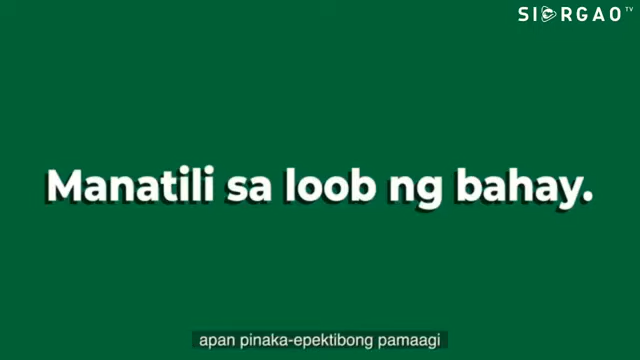 SIARGAO TV
Manatili sa loob ng bahay.
apan pinaka-epektibong pamaagi